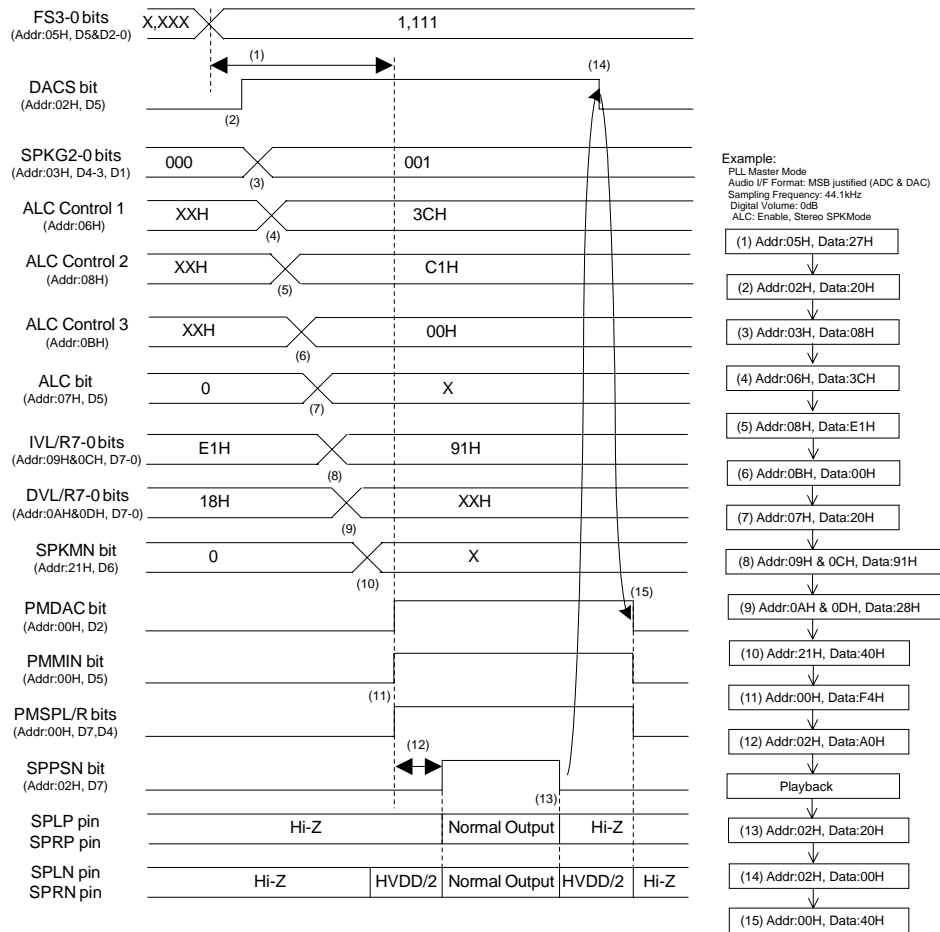 FS3-0 bits
(Addr:05H, D5&D2-0)
X,XXX
1,111
(1)
(14)
DACS bit
(Addr:02H, D5)
(2)
SPKG2-0 bits
(Addr:03H, D4-3, D1)
000
001
(3)
ALC Control 1
(Addr:06H)
XXH
3CH
(4)
ALC Control 2
(Addr:08H)
XXH
C1H
(5)
ALC Control 3
(Addr:0BH)
XXH
00H
(6)
ALC bit
(Addr:07H, D5)
0
X
(7)
IVL/R7-0 bits
(Addr:09H&0CH, D7-0)
E1H
91H
(8)
DVL/R7-0 bits
(Addr:0AH&0DH, D7-0)
18H
XXH
(9)
SPKMN bit
(Addr:21H, D6)
0
X
(10)
PMDAC bit
(Addr:00H, D2)
(15)
PMMIN bit
(Addr:00H, D5)
(11)
PMSPL/R bits
(Addr:00H, D7,D4)
(12)
SPPSN bit
(Addr:02H, D7)
(13)
SPLP pin
SPRP pin
Hi-Z
Normal Output
Hi-Z
SPLN pin
SPRN pin
Hi-Z
HVDD/2
Normal Output
HVDD/2
Hi-Z
Example:
PLL Master Mode
Audio I/F Format: MSB justified (ADC & DAC)
Sampling Frequency: 44.1kHz
Digital Volume: 0dB
ALC: Enable, Stereo SPKMode
(1) Addr:05H, Data:27H
(2) Addr:02H, Data:20H
(3) Addr:03H, Data:08H
(4) Addr:06H, Data:3CH
(5) Addr:08H, Data:E1H
(6) Addr:0BH, Data:00H
(7) Addr:07H, Data:20H
(8) Addr:09H & 0CH, Data:91H
(9) Addr:0AH & 0DH, Data:28H
(10) Addr:21H, Data:40H
(11) Addr:00H, Data:F4H
(12) Addr:02H, Data:A0H
Playback
(13) Addr:02H, Data:20H
(14) Addr:02H, Data:00H
(15) Addr:00H, Data:40H